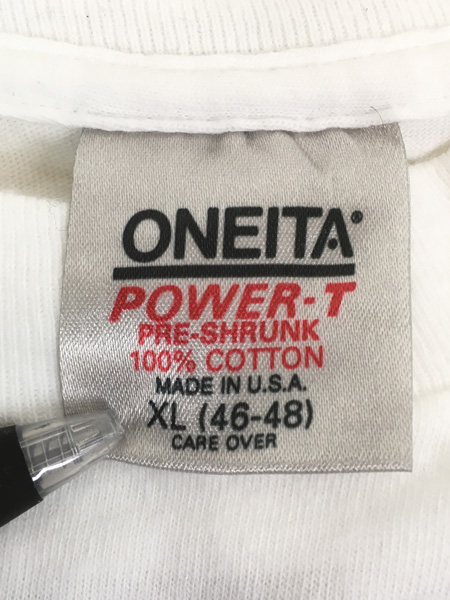 ONEITA®
POWER-T
PRE-SHRUNK
100% COTTON
MADE IN U.S.A.
XL (46-48)
CARE OVER